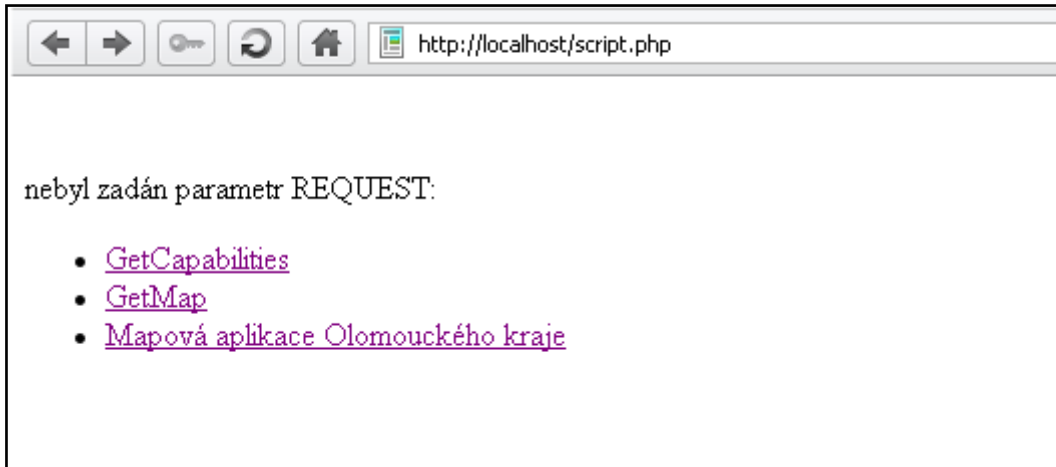 http://localhost/script.php
nebyl zadán parametr REQUEST:
GetCapabilities
GetMap
Mapová aplikace Olomouckého kraje